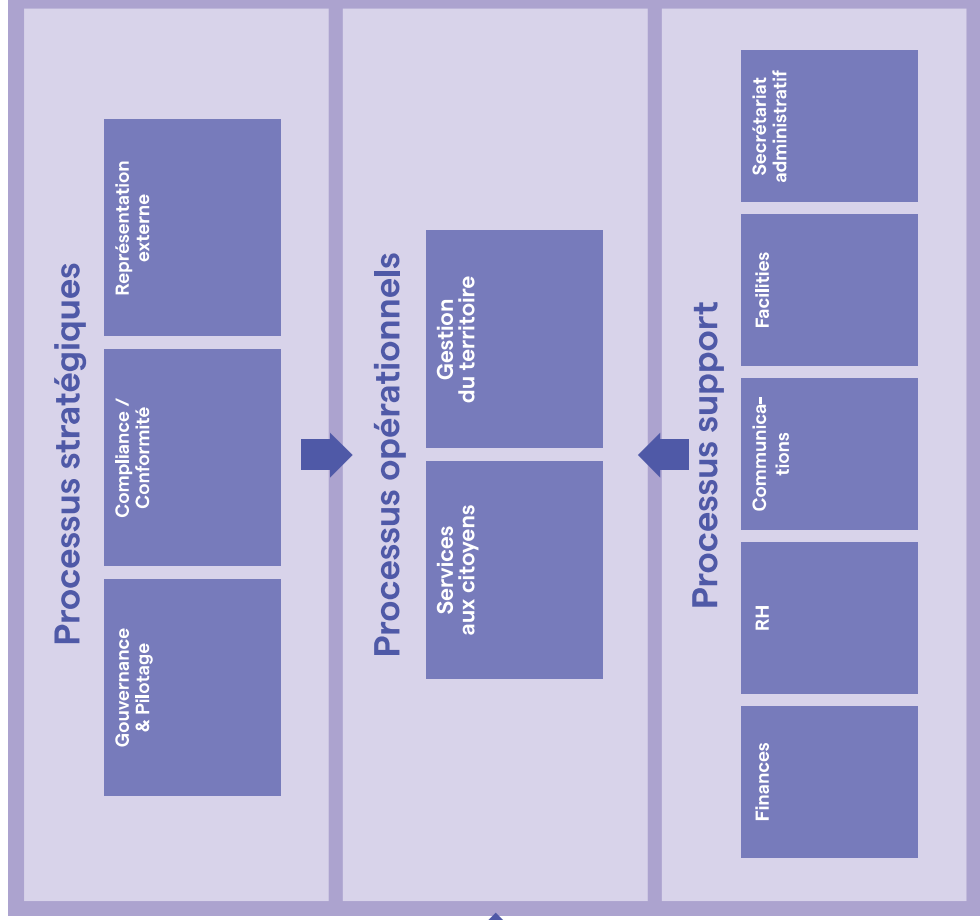 Processus stratégiques
Gouvernance
& Pilotage
Compliance /
Conformité
Représentation
externe
Processus opérationnels
Services
aux citoyens
Gestion
du territoire
Processus support
Finances
RH
Communica-
tions
Facilities
Secrétariat
administratif